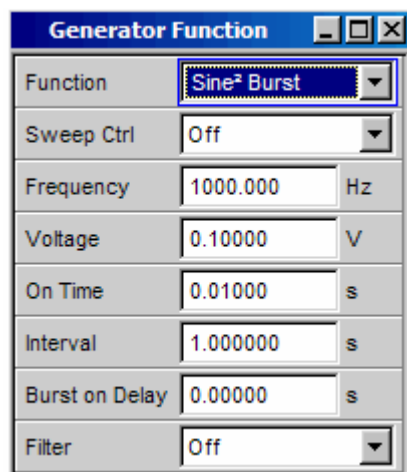 Generator Function
Function Sine² Burst
Sweep Ctrl Off
Frequency 1000.000 Hz
Voltage 0.10000 V
On Time 0.01000 s
Interval 1.000000 s
Burst on Delay 0.00000 s
Filter Off